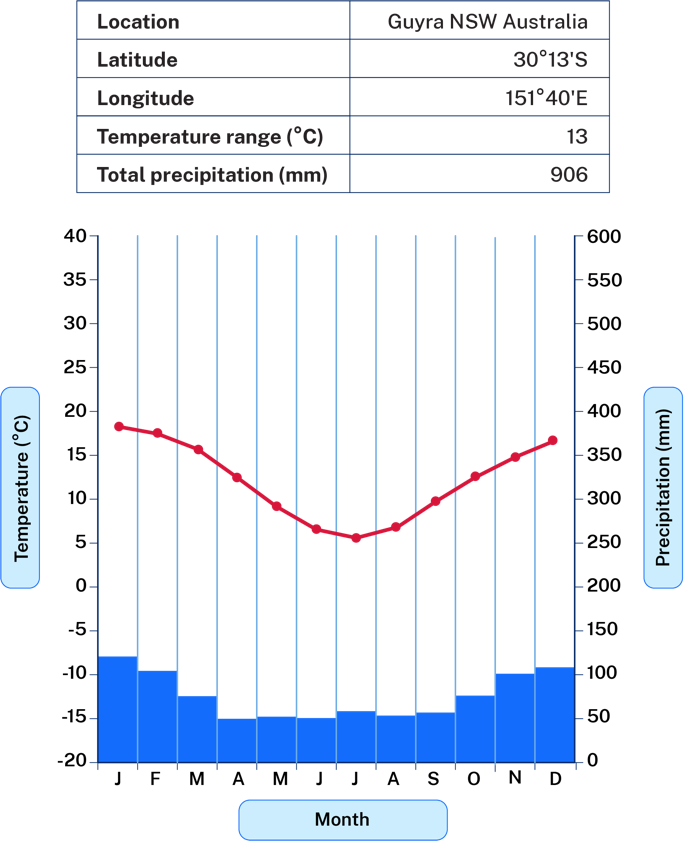 Location Guyra NSW Australia
Latitude 30°13'S
Longitude 151°40'E
Temperature range (°C) 13
Total precipitation (mm) 906
40 600
35 550
30 500
25 450
20 400
15 350
10 300
5 250
0 200
-5 150
-10 100
-15 50
-20 0
Temperature (°C)
Precipitation (mm)
J F M A M J J A S O N D
Month